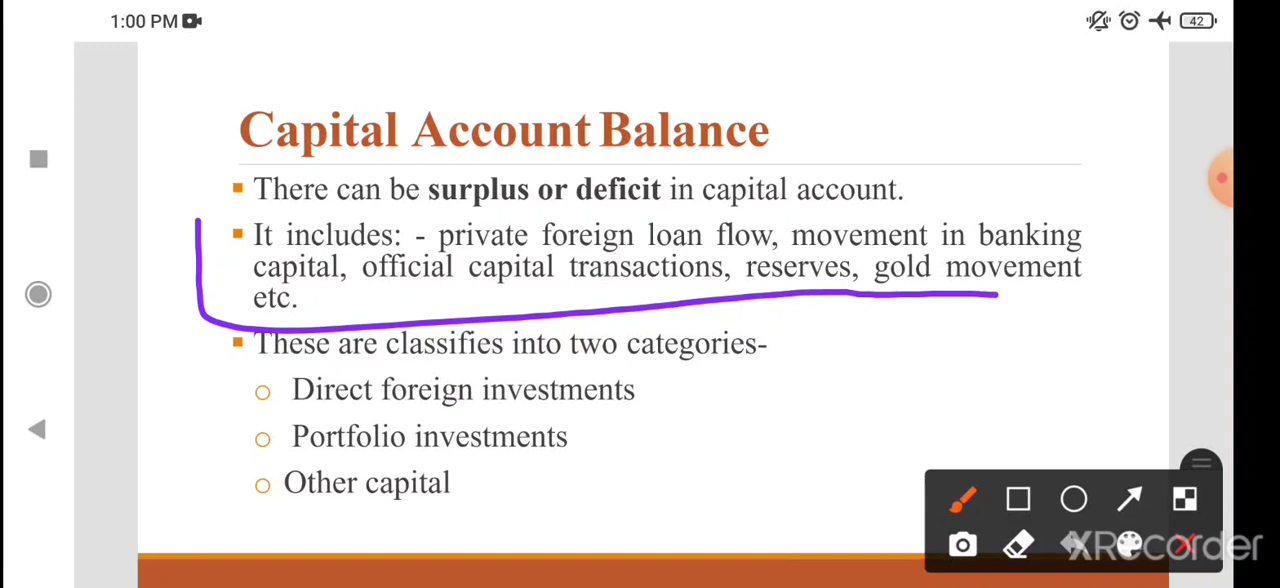 1:00 PM
42
Capital Account Balance
There can be surplus or deficit in capital account.
It includes: - private foreign loan flow, movement in banking
capital, official capital transactions, reserves, gold movement
etc.
These are classifies into two categories-
Direct foreign investments
Portfolio investments
Other capital
XRecorder